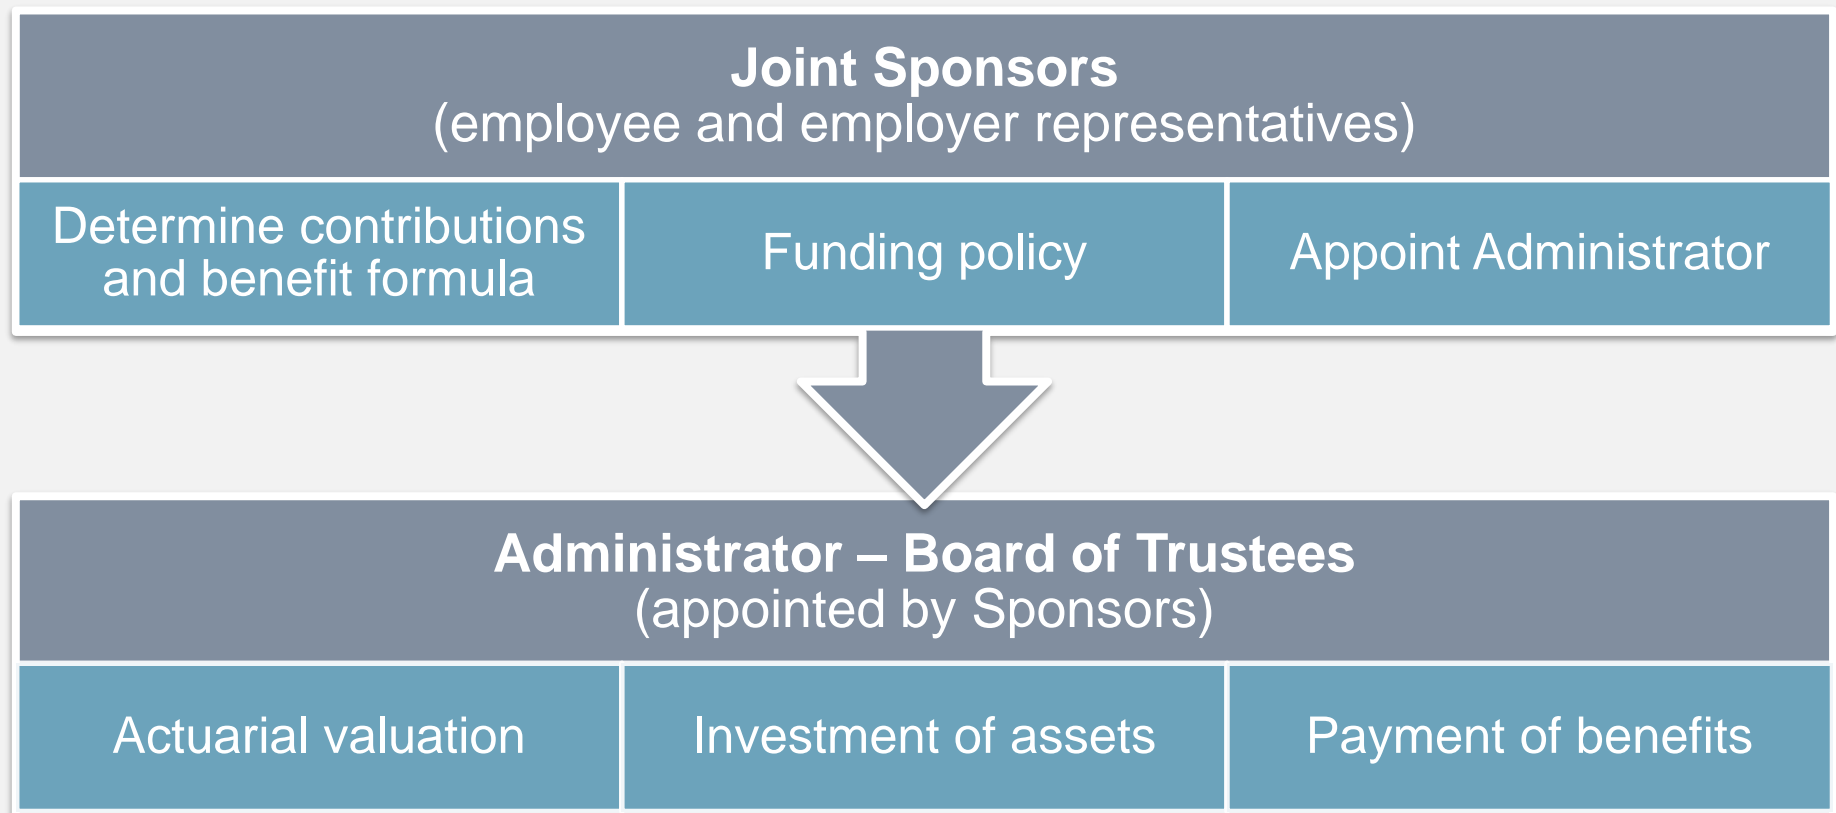 Joint Sponsors
(employee and employer representatives)
Determine contributions
and benefit formula
Funding policy
Appoint Administrator
Administrator – Board of Trustees
(appointed by Sponsors)
Actuarial valuation
Investment of assets
Payment of benefits